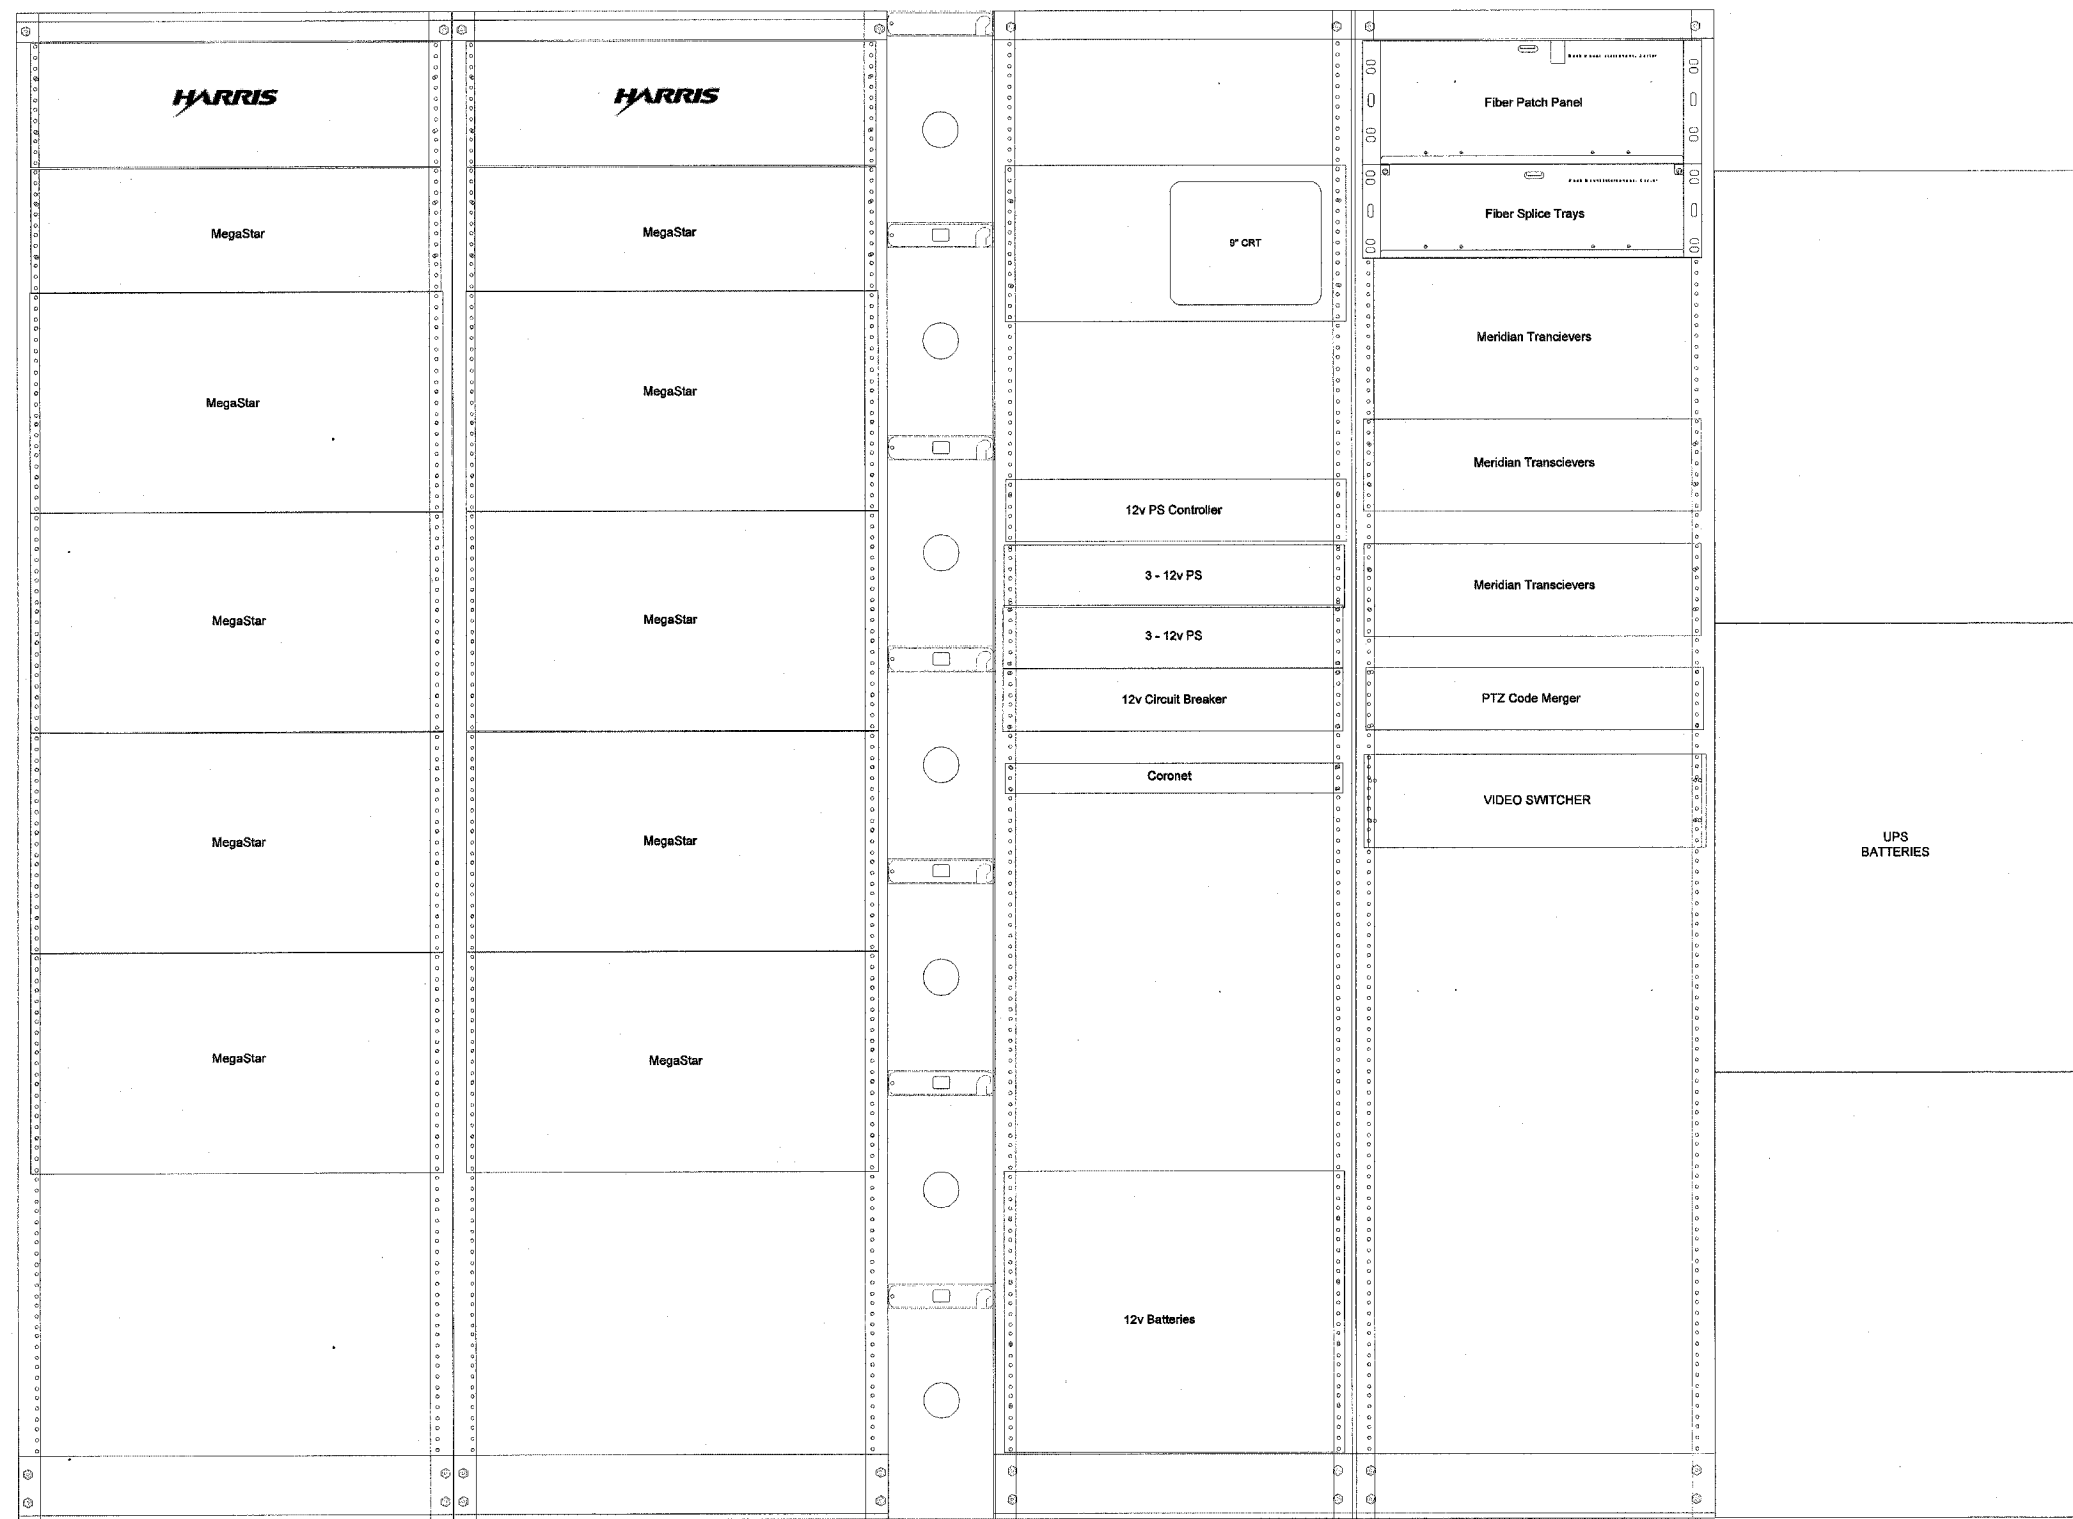 HARRIS
MegaStar
MegaStar
MegaStar
MegaStar
MegaStar
HARRIS
MegaStar
MegaStar
MegaStar
MegaStar
MegaStar
9" CRT
12v PS Controller
3 - 12v PS
3 - 12v PS
12v Circuit Breaker
Coronet
12v Batteries
Fiber Patch Panel
Fiber Splice Trays
Meridian Trancievers
Meridian Transcievers
Meridian Transcievers
PTZ Code Merger
VIDEO SWITCHER
UPS
BATTERIES